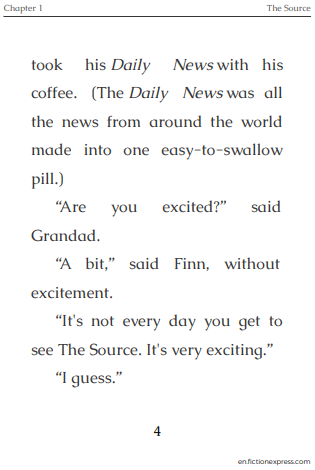 Chapter 1 The Source
took his Daily News with his
coffee. (The Daily News was all
the news from around the world
made into one easy-to-swallow
pill.)
“Are you excited?” said
Grandad.
“A bit,” said Finn, without
excitement.
“It's not every day you get to
see The Source. It's very exciting.”
“I guess.”
4
en.fictionexpress.com